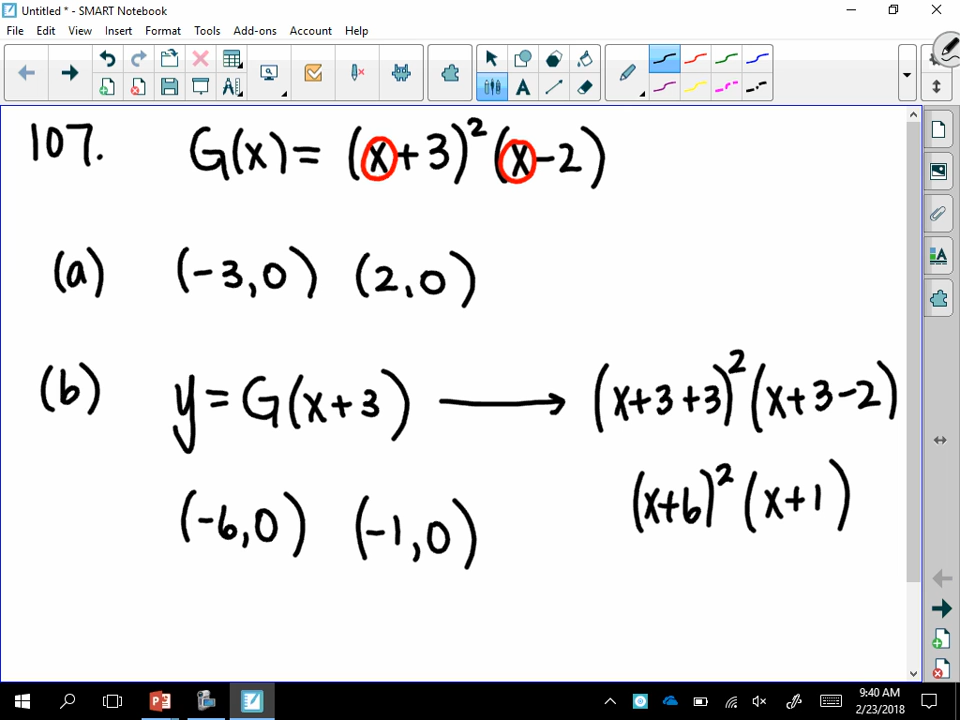 Untitled * - SMART Notebook
File Edit View Insert Format Tools Add-ons Account Help
107. G(x) = (x+3)² (x-2)
(a) (-3,0) (2,0)
(b) y = G(x+3) → (x+3+3)² (x+3-2)
(-6,0) (-1,0) (x+6)² (x+1)
9:40 AM
2/23/2018